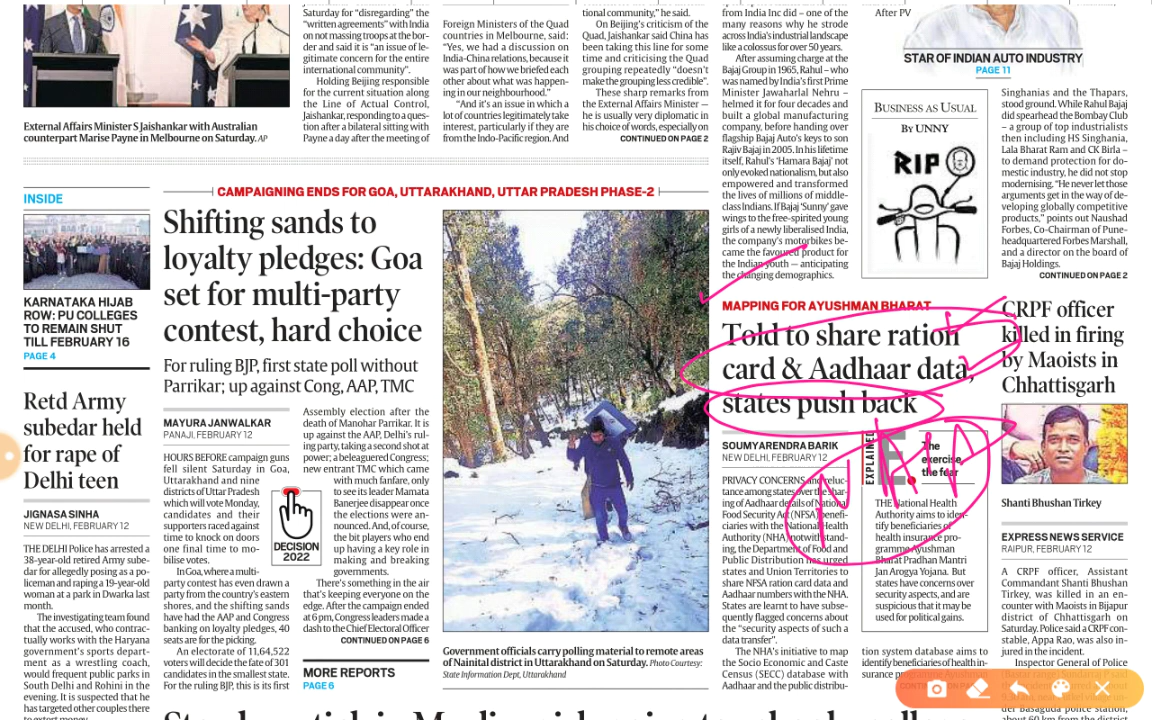 Saturday for “disregarding” the
“written agreements” with India
on not massing troops at the bor-
der and said it is “an issue of le-
gitimate concern for the entire
international community”.
Holding Beijing responsible
for the current situation along
the Line of Actual Control,
Jaishankar, responding to a ques-
tion after a bilateral sitting with
Payne a day after the meeting of
Foreign Ministers of the Quad
countries in Melbourne, said:
“Yes, we had a discussion on
India-China relations, because it
was part of how we briefed each
other about what was happen-
ing in our neighbourhood.”
“And it’s an issue in which a
lot of countries legitimately take
interest, particularly if they are
from the Indo-Pacific region. And
tional community,” he said.
On Beijing’s criticism of the
Quad, Jaishankar said China has
been taking this line for some
time and criticising the Quad
grouping repeatedly “doesn’t
make the grouping less credible”.
These sharp remarks from
the External Affairs Minister —
he is usually very diplomatic in
his choice of words, especially on
CONTINUED ON PAGE 2
External Affairs Minister S Jaishankar with Australian
counterpart Marise Payne in Melbourne on Saturday. AP
from India Inc did – one of the
many reasons why he strode
across India’s industrial landscape
like a colossus for over 50 years.
After assuming charge at the
Bajaj Group in 1965, Rahul – who
was named by India’s first Prime
Minister Jawaharlal Nehru –
helmed it for four decades and
built a global manufacturing
company, before handing over
flagship Bajaj Auto’s keys to son
Rajiv Bajaj in 2005. In his lifetime
itself, Rahul’s ‘Hamara Bajaj’ not
only evoked nationalism, but also
empowered and transformed
the lives of millions of middle-
class Indians. If Bajaj ‘Sunny’ gave
wings to the free-spirited young
girls of a newly liberalised India,
the company’s motorbikes be-
came the favoured product for
the Indian youth — anticipating
the changing demographics.
After PV
STAR OF INDIAN AUTO INDUSTRY
PAGE 11
BUSINESS AS USUAL
BY UNNY
RIP
Singhanias and the Thapars,
stood ground. While Rahul Bajaj
did spearhead the Bombay Club
– a group of top industrialists
then including HS Singhania,
Lala Bharat Ram and CK Birla –
to demand protection for do-
mestic industry, he did not stop
modernising. “He never let those
arguments get in the way of de-
veloping globally competitive
products,” points out Naushad
Forbes, Co-Chairman of Pune-
headquartered Forbes Marshall,
and a director on the board of
Bajaj Holdings.
CONTINUED ON PAGE 2
INSIDE
KARNATAKA HIJAB
ROW: PU COLLEGES
TO REMAIN SHUT
TILL FEBRUARY 16
PAGE 4
Retd Army
subedar held
for rape of
Delhi teen
JIGNASA SINHA
NEW DELHI, FEBRUARY 12
THE DELHI Police has arrested a
38-year-old retired Army sube-
dar for allegedly posing as a po-
liceman and raping a 19-year-old
woman at a park in Dwarka last
month.
The investigating team found
that the accused, who contrac-
tually works with the Haryana
government’s sports depart-
ment as a wrestling coach,
would frequent public parks in
South Delhi and Rohini in the
evening. It is suspected that he
has targeted other couples there
to extort money.
CAMPAIGNING ENDS FOR GOA, UTTARAKHAND, UTTAR PRADESH PHASE-2
Shifting sands to
loyalty pledges: Goa
set for multi-party
contest, hard choice
For ruling BJP, first state poll without
Parrikar; up against Cong, AAP, TMC
MAYURA JANWALKAR
PANAJI, FEBRUARY 12
HOURS BEFORE campaign guns
fell silent Saturday in Goa,
Uttarakhand and nine
districts of Uttar Pradesh
which will vote Monday,
candidates and their
supporters raced against
time to knock on doors
one final time to mo-
bilise votes.
In Goa, where a multi-
party contest has even drawn a
party from the country’s eastern
shores, and the shifting sands
have had the AAP and Congress
banking on loyalty pledges, 40
seats are for the picking.
An electorate of 11,64,522
voters will decide the fate of 301
candidates in the smallest state.
For the ruling BJP, this is its first
DECISION
2022
Assembly election after the
death of Manohar Parrikar. It is
up against the AAP, Delhi’s rul-
ing party, taking a second shot at
power; a beleaguered Congress;
new entrant TMC which came
with much fanfare, only
to see its leader Mamata
Banerjee disappear once
the elections were an-
nounced. And, of course,
the bit players who end
up having a key role in
making and breaking
governments.
There’s something in the air
that’s keeping everyone on the
edge. After the campaign ended
at 6 pm, Congress leaders made a
dash to the Chief Electoral Officer
CONTINUED ON PAGE 6
MORE REPORTS
PAGE 6
Government officials carry polling material to remote areas
of Nainital district in Uttarakhand on Saturday. Photo Courtesy:
State Information Dept, Uttarakhand
MAPPING FOR AYUSHMAN BHARAT
Told to share ration
card & Aadhaar data,
states push back
SOUMYARENDRA BARIK
NEW DELHI, FEBRUARY 12
PRIVACY CONCERNS and reluc-
tance among states over the shar-
ing of Aadhaar details of National
Food Security Act (NFSA) benefi-
ciaries with the National Health
Authority (NHA) notwithstand-
ing, the Department of Food and
Public Distribution has urged
states and Union Territories to
share NFSA ration card data and
Aadhaar numbers with the NHA.
States are learnt to have subse-
quently flagged concerns about
the “security aspects of such a
data transfer”.
The NHA’s initiative to map
the Socio Economic and Caste
Census (SECC) database with
Aadhaar and the public distribu-
EXPLAINED
The
exercise,
the fear
THE National Health
Authority aims to iden-
tify beneficiaries of
health insurance pro-
gramme Ayushman
Bharat Pradhan Mantri
Jan Arogya Yojana. But
states have concerns over
security aspects, and are
suspicious that it may be
used for political gains.
tion system database aims to
identify beneficiaries of health in-
surance programme Ayushman
CRPF officer
killed in firing
by Maoists in
Chhattisgarh
Shanti Bhushan Tirkey
EXPRESS NEWS SERVICE
RAIPUR, FEBRUARY 12
A CRPF officer, Assistant
Commandant Shanti Bhushan
Tirkey, was killed in an en-
counter with Maoists in Bijapur
district of Chhattisgarh on
Saturday. Police said a CRPF con-
stable, Appa Rao, was also in-
jured in the incident.
Inspector General of Police
der Basaguda police station,